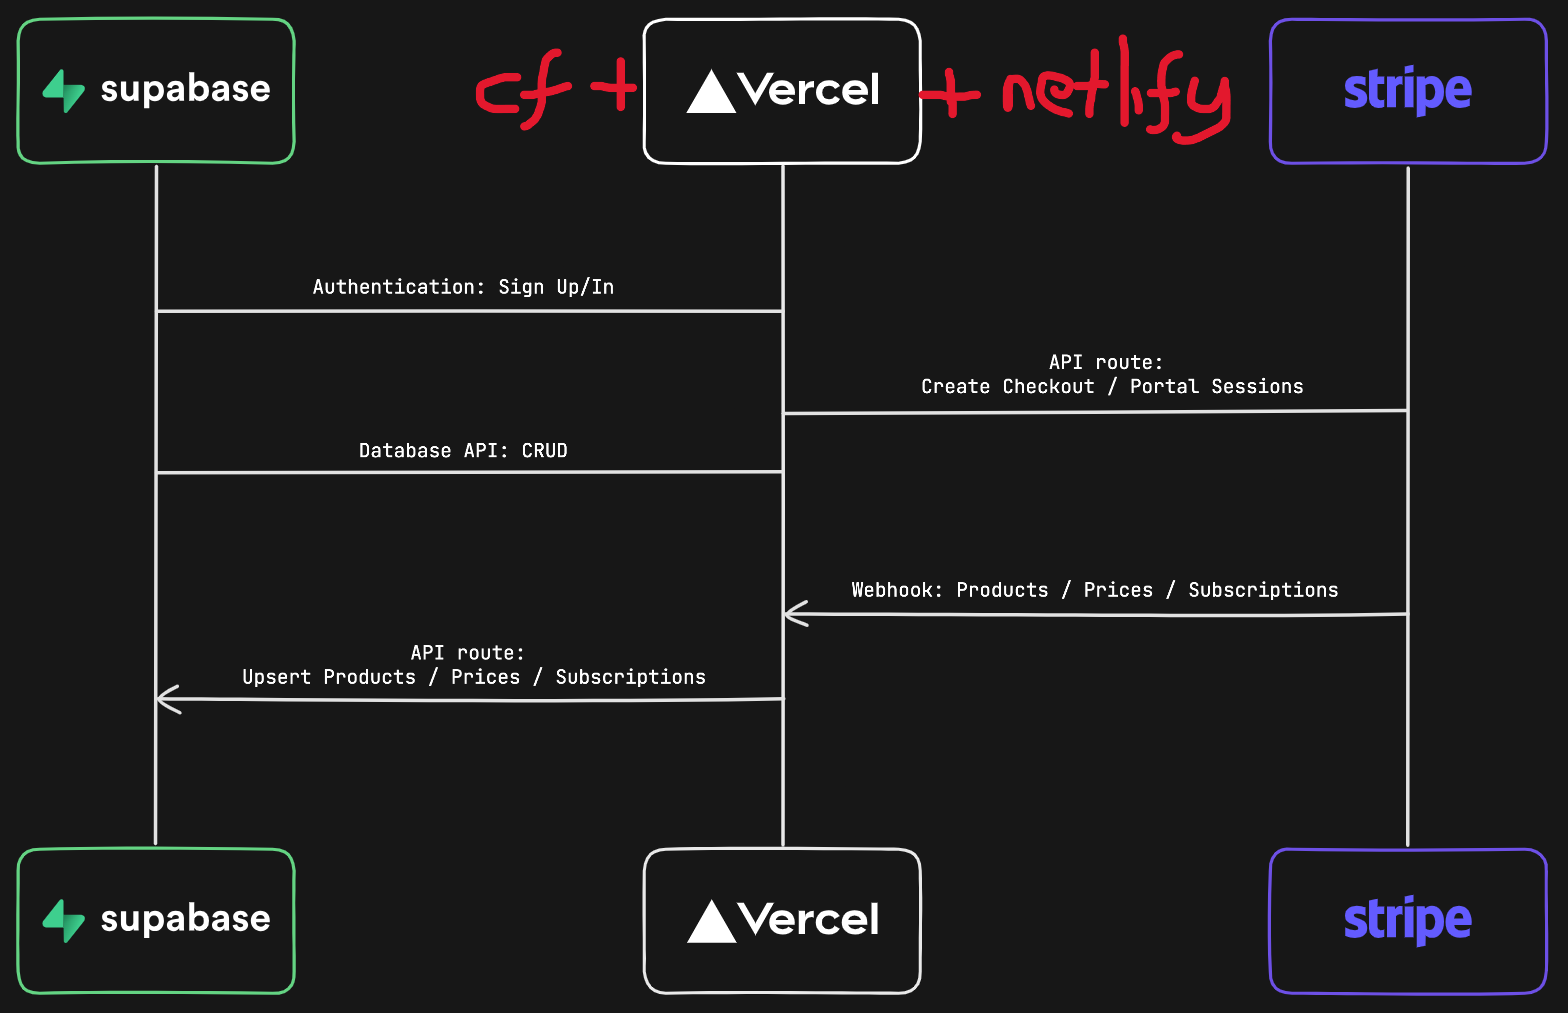 supabase
cf + Vercel + netlify
stripe
Authentication: Sign Up/In
API route:
Create Checkout / Portal Sessions
Database API: CRUD
Webhook: Products / Prices / Subscriptions
API route:
Upsert Products / Prices / Subscriptions
supabase
Vercel
stripe